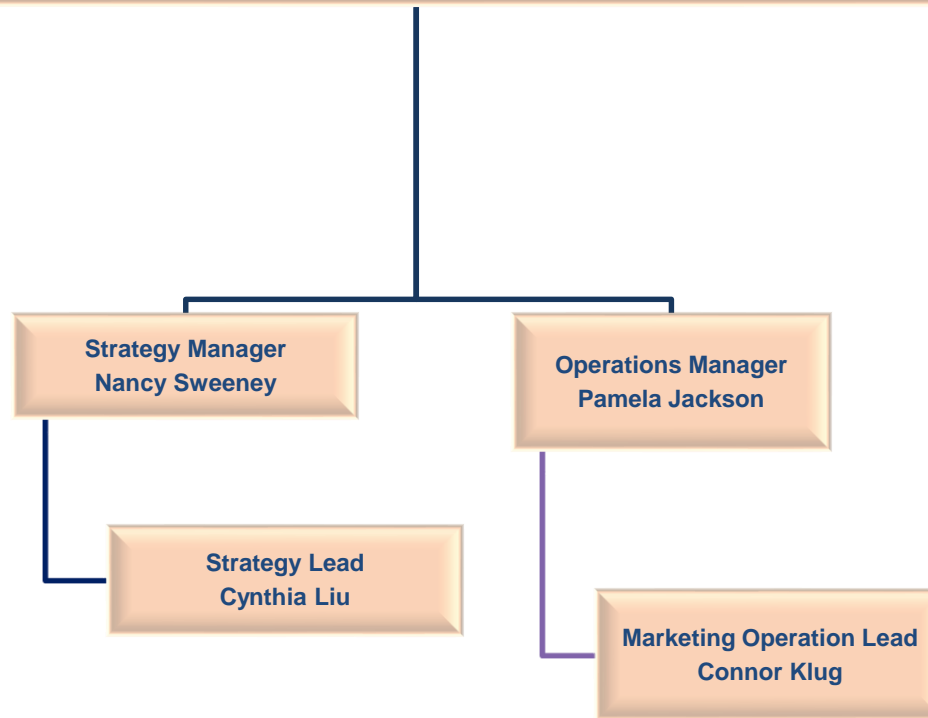 Strategy Manager
Nancy Sweeney
Operations Manager
Pamela Jackson
Strategy Lead
Cynthia Liu
Marketing Operation Lead
Connor Klug